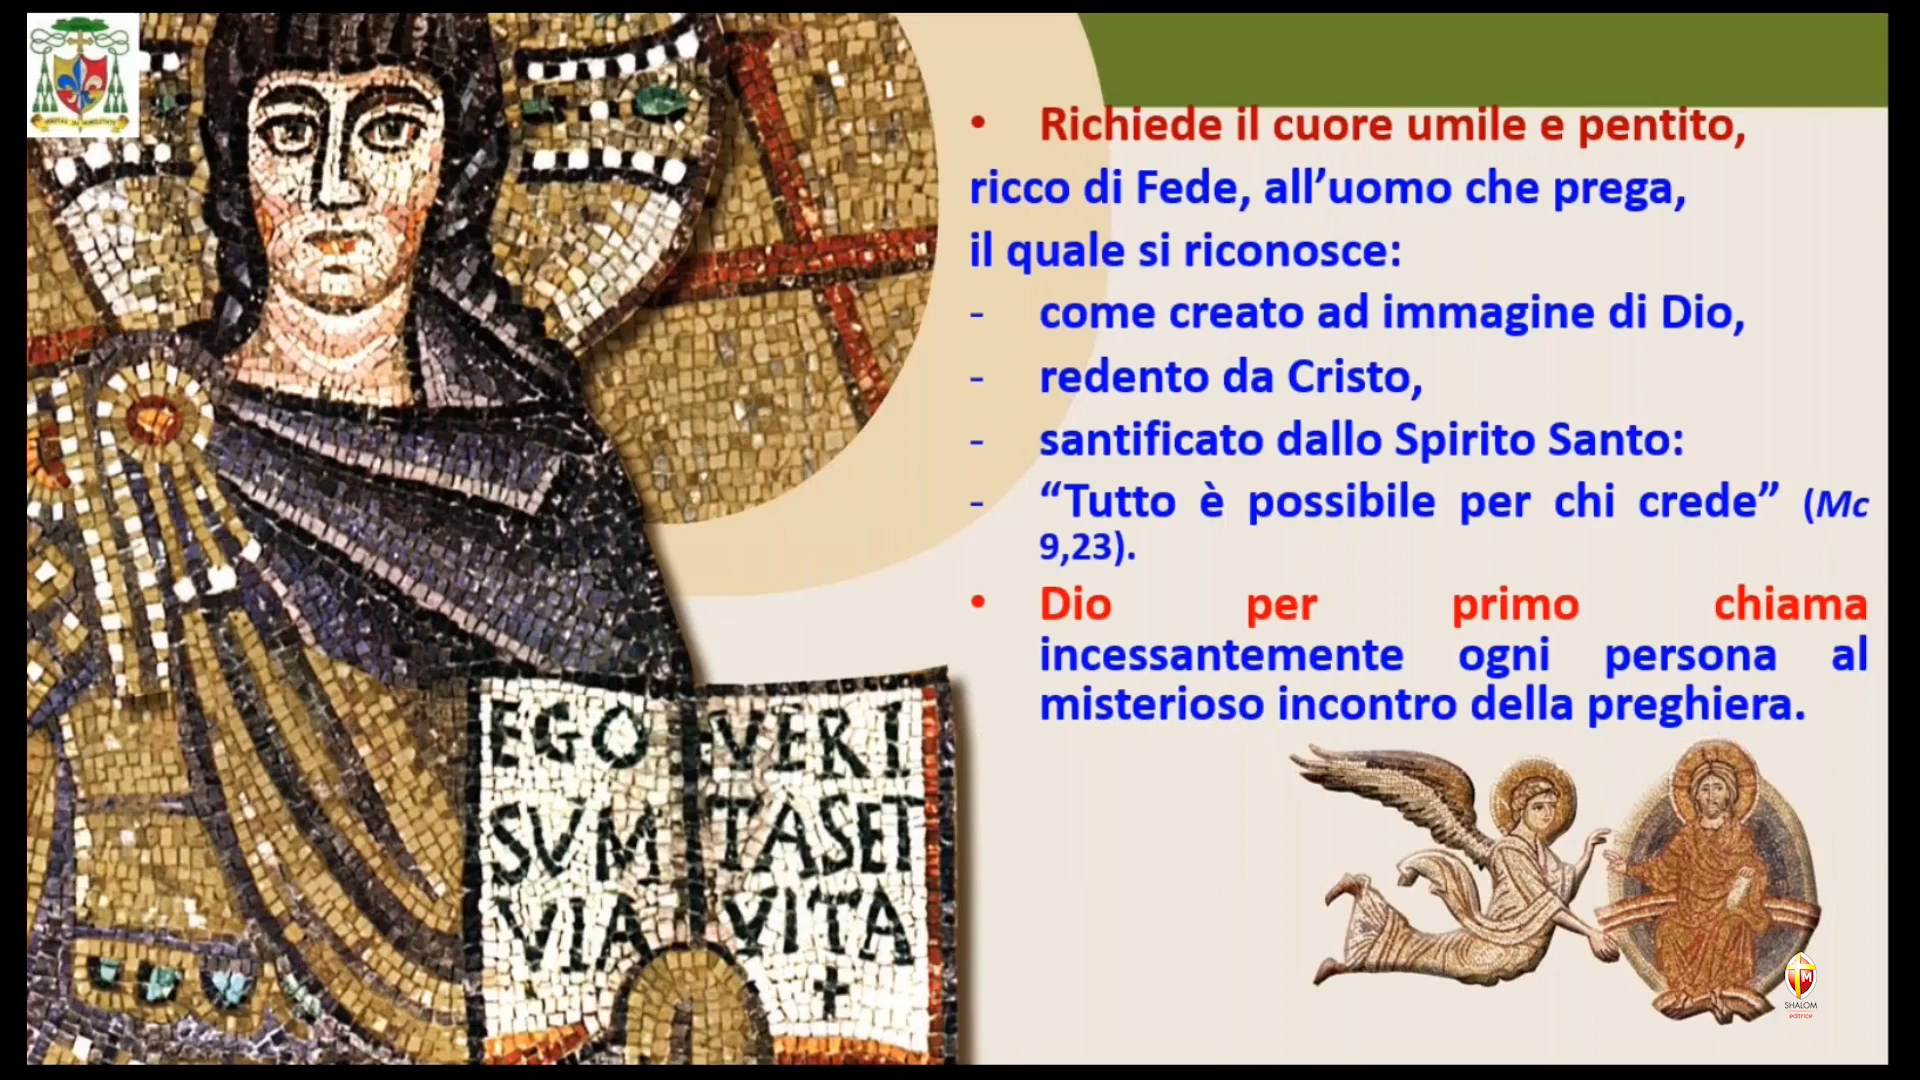 • Richiede il cuore umile e pentito,
ricco di Fede, all’uomo che prega,
il quale si riconosce:
- come creato ad immagine di Dio,
- redento da Cristo,
- santificato dallo Spirito Santo:
- “Tutto è possibile per chi crede” (Mc
9,23).
• Dio per primo chiama
incessantemente ogni persona al
misterioso incontro della preghiera.
EGO
SVM
VIA
VERI
TASET
VITA
M
SHALOM
editrice